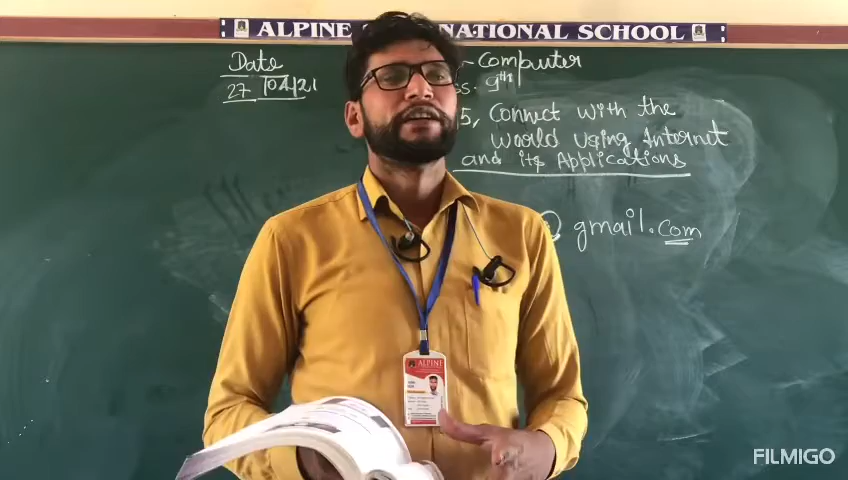 ALPINE NATIONAL SCHOOL
Date
27/04/21
- Computer
ss. 9th
5, Connect with the
world using Internet
and its Applications
@ gmail.com
ALPINE
FILMIGO